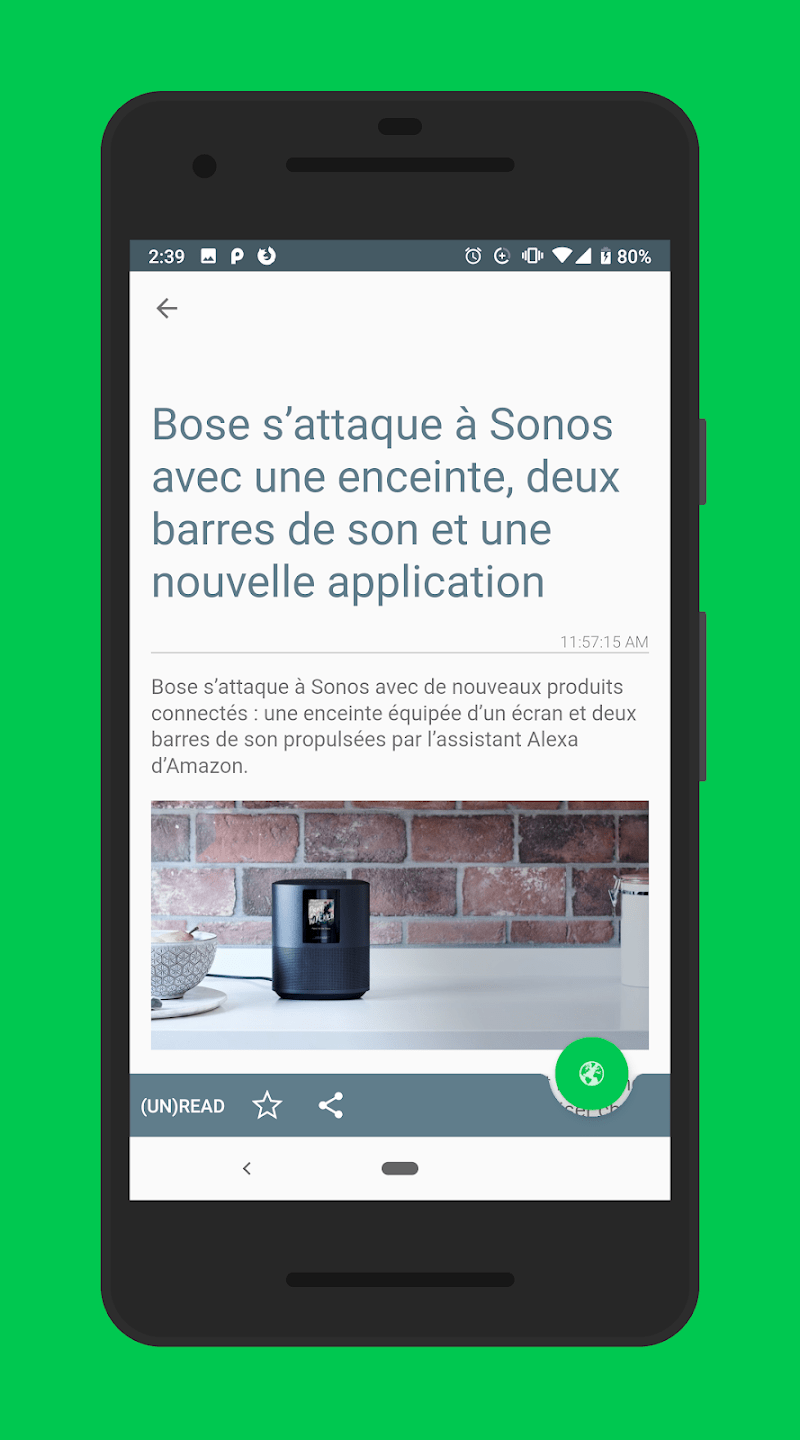 2:39
80%
Bose s’attaque à Sonos
avec une enceinte, deux
barres de son et une
nouvelle application
11:57:15 AM
Bose s’attaque à Sonos avec de nouveaux produits
connectés : une enceinte équipée d’un écran et deux
barres de son propulsées par l’assistant Alexa
d’Amazon.
(UN)READ